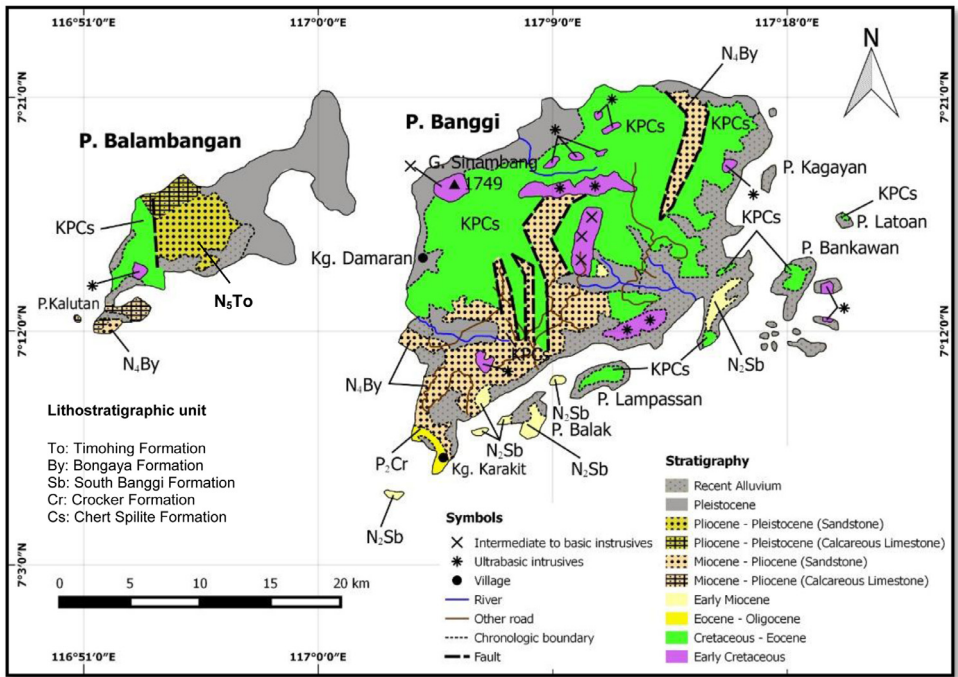 116°51'0"E 117°0'0"E 117°9'0"E 117°18'0"E
N
7°21'0"N 7°21'0"N
N₄By
P. Balambangan
P. Banggi
KPCs KPCs
G. Sinambang
1749
P. Kagayan
KPCs
KPCs
P. Latoan
KPCs KPCs
P. Bankawan
Kg. Damaran
N₅To
P.Kalutan
7°12'0"N 7°12'0"N
N₄By
KPCs
KPCs
N₂Sb
N₄By
P. Lampassan
N₂Sb
P. Balak
N₂Sb
N₂Sb
P₂Cr
Kg. Karakit
N₂Sb
Lithostratigraphic unit
To: Timohing Formation
By: Bongaya Formation
Sb: South Banggi Formation
Cr: Crocker Formation
Cs: Chert Spilite Formation
7°3'0"N 7°3'0"N
0 5 10 15 20 km
Symbols
Intermediate to basic instrusives
Ultrabasic intrusives
Village
River
Other road
Chronologic boundary
Fault
Stratigraphy
Recent Alluvium
Pleistocene
Pliocene - Pleistocene (Sandstone)
Pliocene - Pleistocene (Calcareous Limestone)
Miocene - Pliocene (Sandstone)
Miocene - Pliocene (Calcareous Limestone)
Early Miocene
Eocene - Oligocene
Cretaceous - Eocene
Early Cretaceous
116°51'0"E 117°0'0"E 117°9'0"E 117°18'0"E